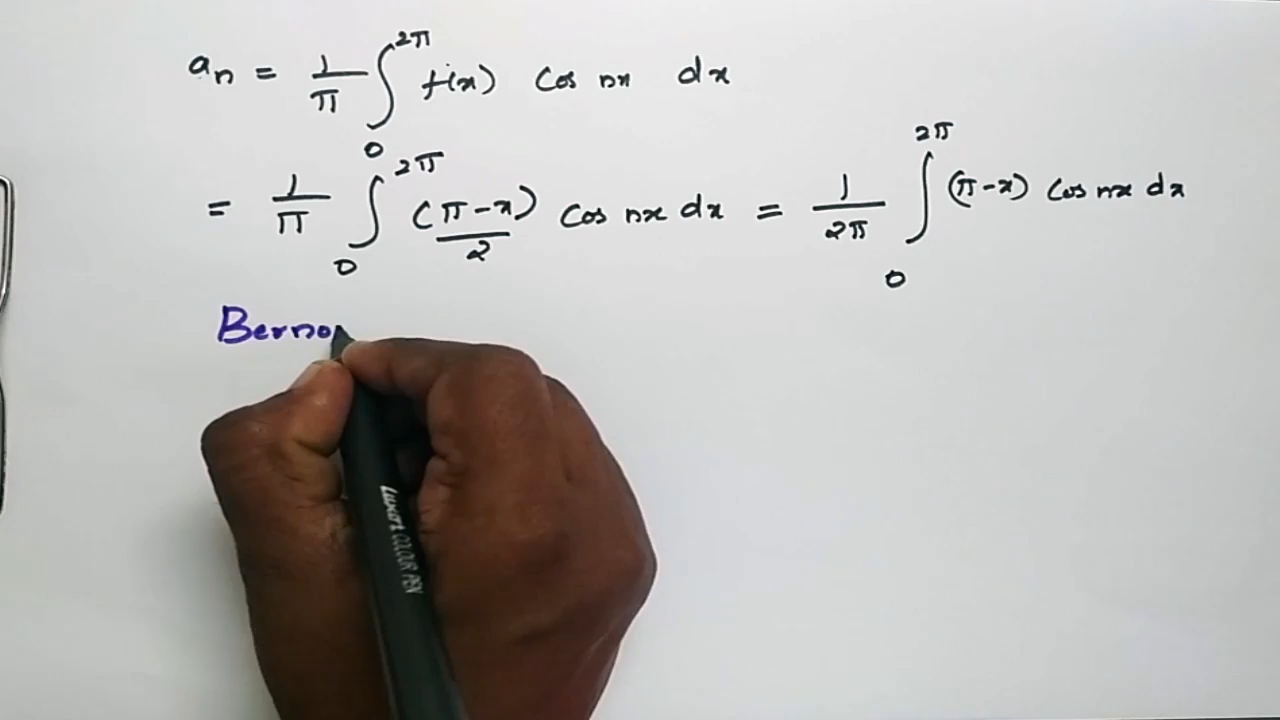 aₙ = 1/π ∫₀^2π f(x) cos nx dx
= 1/π ∫₀^2π (π-x)/2 cos nx dx = 1/2π ∫₀^2π (π-x) cos nx dx
Berno
Luxor COLOUR PEN